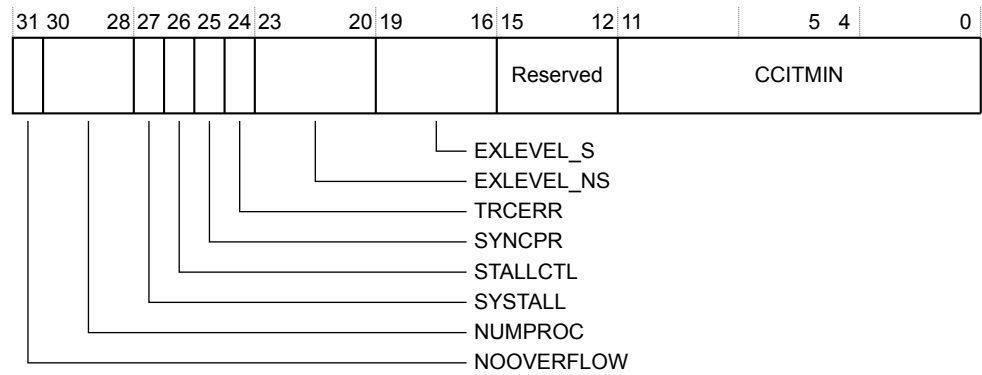 31 30 28 27 26 25 24 23 20 19 16 15 12 11 5 4 0
Reserved CCITMIN
EXLEVEL_S
EXLEVEL_NS
TRCERR
SYNCPR
STALLCTL
SYSTALL
NUMPROC
NOOVERFLOW